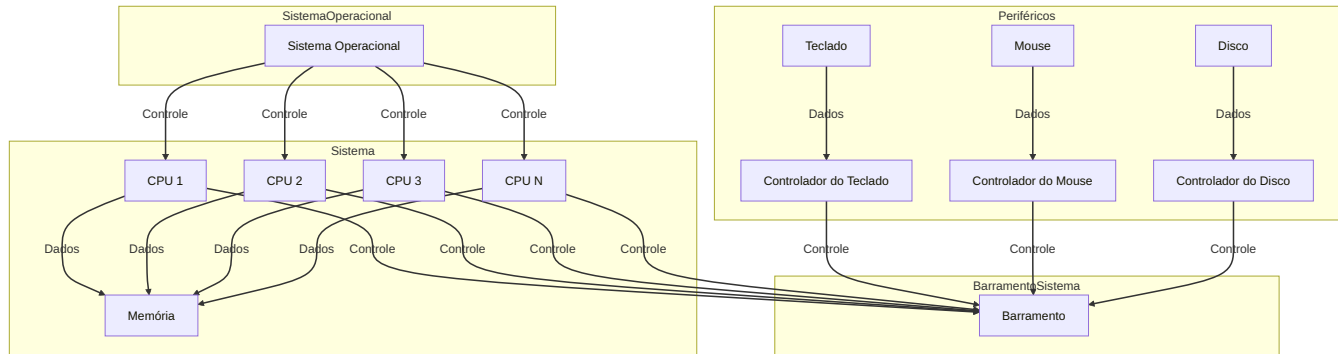 SistemaOperacional
Periféricos
Sistema Operacional
Teclado
Mouse
Disco
Controle
Controle
Controle
Controle
Dados
Dados
Dados
Sistema
CPU 1
CPU 2
CPU 3
CPU N
Controlador do Teclado
Controlador do Mouse
Controlador do Disco
Dados
Dados
Dados
Dados
Controle
Controle
Controle
Controle
Controle
Controle
Controle
BarramentoSistema
Memória
Barramento